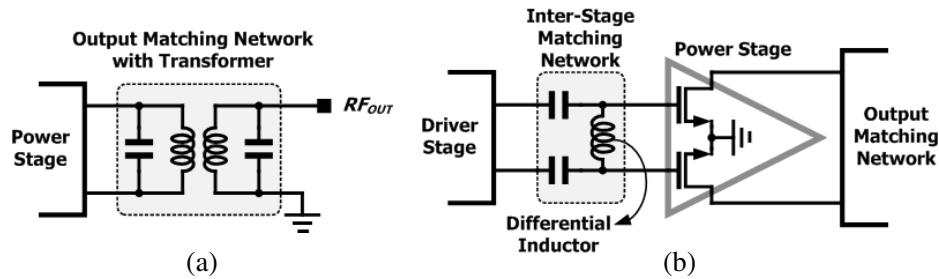 Output Matching Network
with Transformer
Power
Stage
RFOUT
(a)
Inter-Stage
Matching
Network
Power Stage
Driver
Stage
Output
Matching
Network
Differential
Inductor
(b)